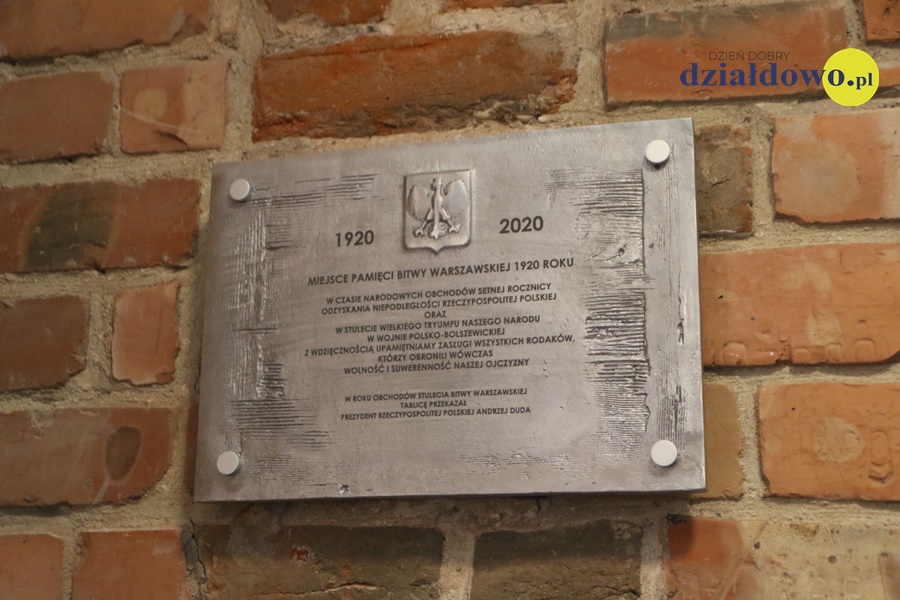 DZIEŃ DOBRY
działdowo.pl
1920 2020
MIEJSCE PAMIĘCI BITWY WARSZAWSKIEJ 1920 ROKU
W CZASIE NARODOWYCH OBCHODÓW SETNEJ ROCZNICY
ODZYSKANIA NIEPODLEGŁOŚCI RZECZYPOSPOLITEJ POLSKIEJ
ORAZ
W STULECIE WIELKIEGO TRYUMFU NASZEGO NARODU
W WOJNIE POLSKO-BOLSZEWICKIEJ
Z WDZIĘCZNOŚCIĄ UPAMIĘTNIAMY ZASŁUGI WSZYSTKICH RODAKÓW,
KTÓRZY OBRONILI WÓWCZAS
WOLNOŚĆ I SUWERENNOŚĆ NASZEJ OJCZYZNY
W ROKU OBCHODÓW STULECIA BITWY WARSZAWSKIEJ
TABLICĘ PRZEKAZAŁ
PREZYDENT RZECZYPOSPOLITEJ POLSKIEJ ANDRZEJ DUDA